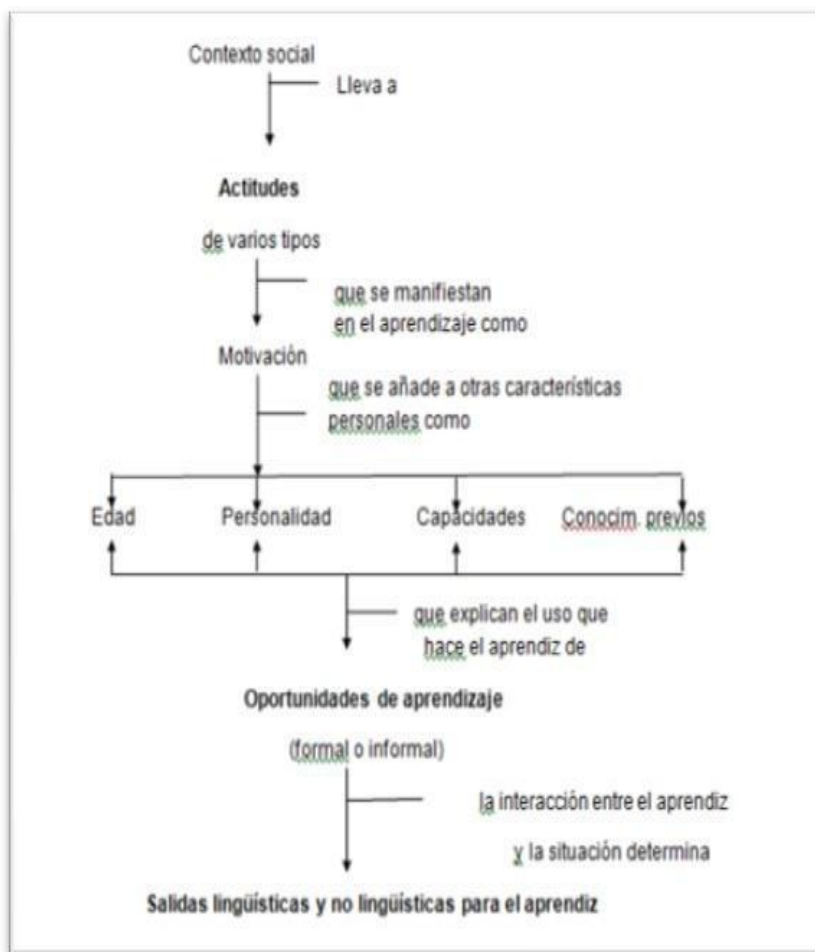 Contexto social
Lleva a
Actitudes
de varios tipos
que se manifiestan
en el aprendizaje como
Motivación
que se añade a otras características
personales como
Edad Personalidad Capacidades Conocim. previos
que explican el uso que
hace el aprendiz de
Oportunidades de aprendizaje
(formal o informal)
la interacción entre el aprendiz
y la situación determina
Salidas lingüísticas y no lingüísticas para el aprendiz